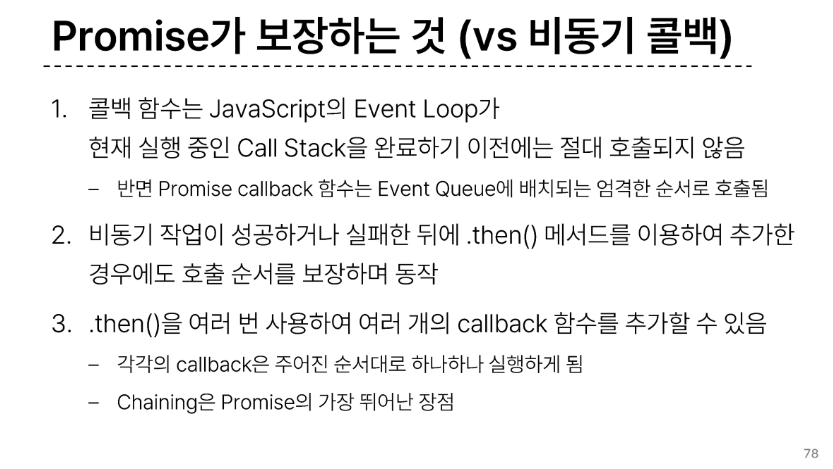 Promise가 보장하는 것 (vs 비동기 콜백)
1. 콜백 함수는 JavaScript의 Event Loop가
현재 실행 중인 Call Stack을 완료하기 이전에는 절대 호출되지 않음
– 반면 Promise callback 함수는 Event Queue에 배치되는 엄격한 순서로 호출됨
2. 비동기 작업이 성공하거나 실패한 뒤에 .then() 메서드를 이용하여 추가한
경우에도 호출 순서를 보장하며 동작
3. .then()을 여러 번 사용하여 여러 개의 callback 함수를 추가할 수 있음
– 각각의 callback은 주어진 순서대로 하나하나 실행하게 됨
– Chaining은 Promise의 가장 뛰어난 장점
78